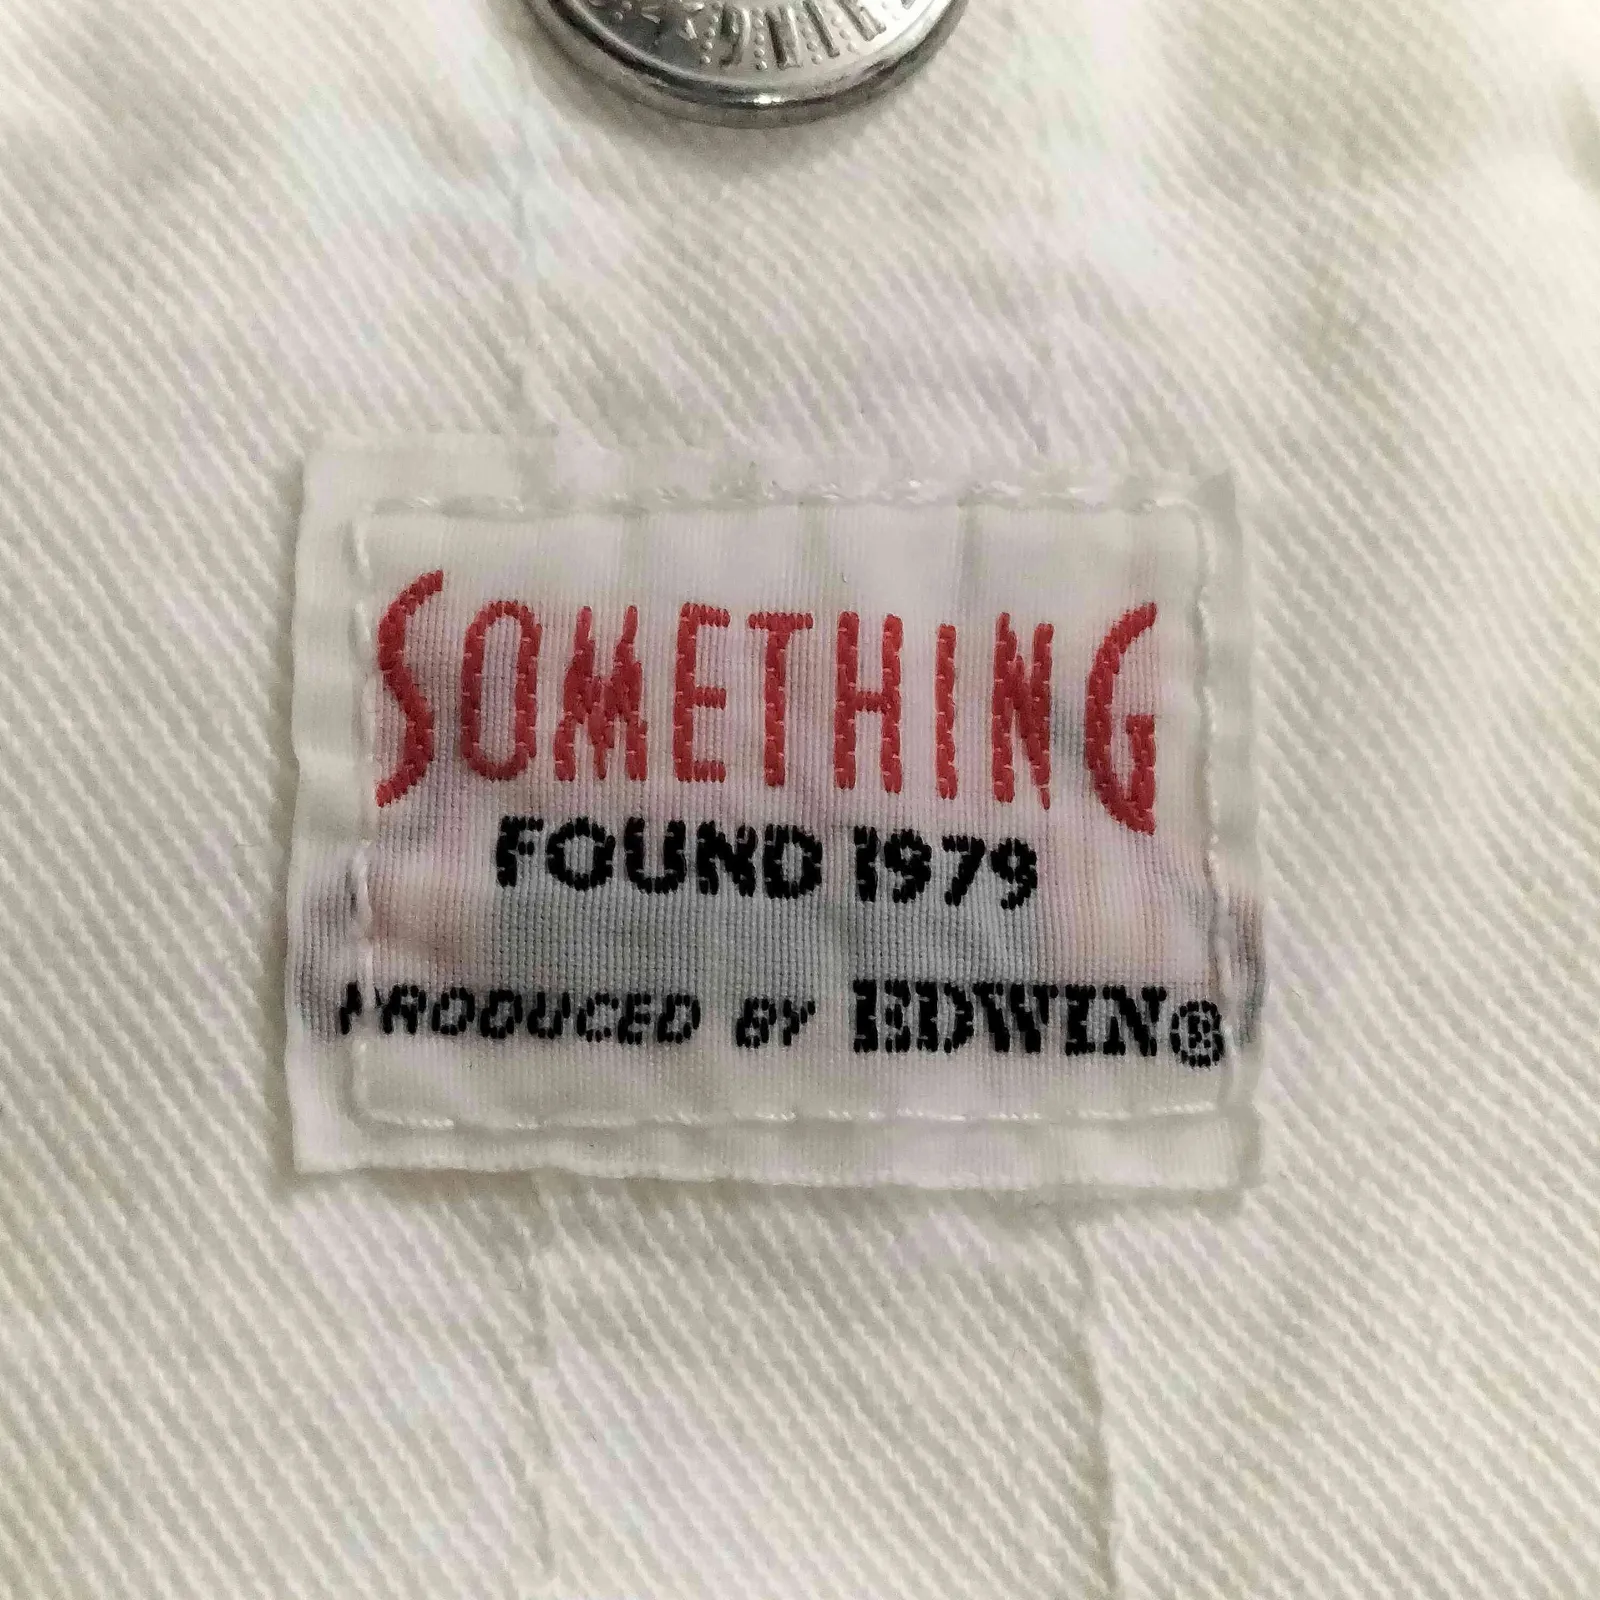 SOMETHING
FOUND 1979
PRODUCED BY EDWIN®